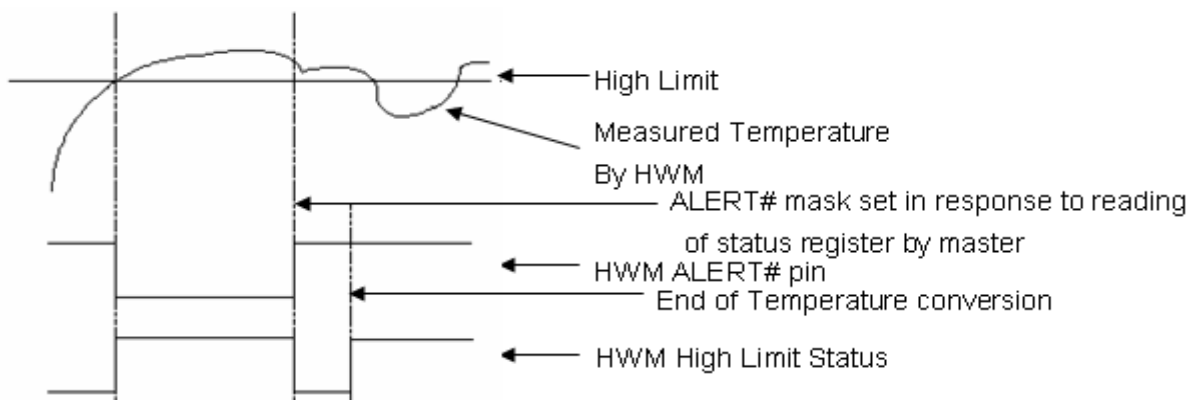 High Limit
Measured Temperature
By HWM
ALERT# mask set in response to reading
of status register by master
HWM ALERT# pin
End of Temperature conversion
HWM High Limit Status